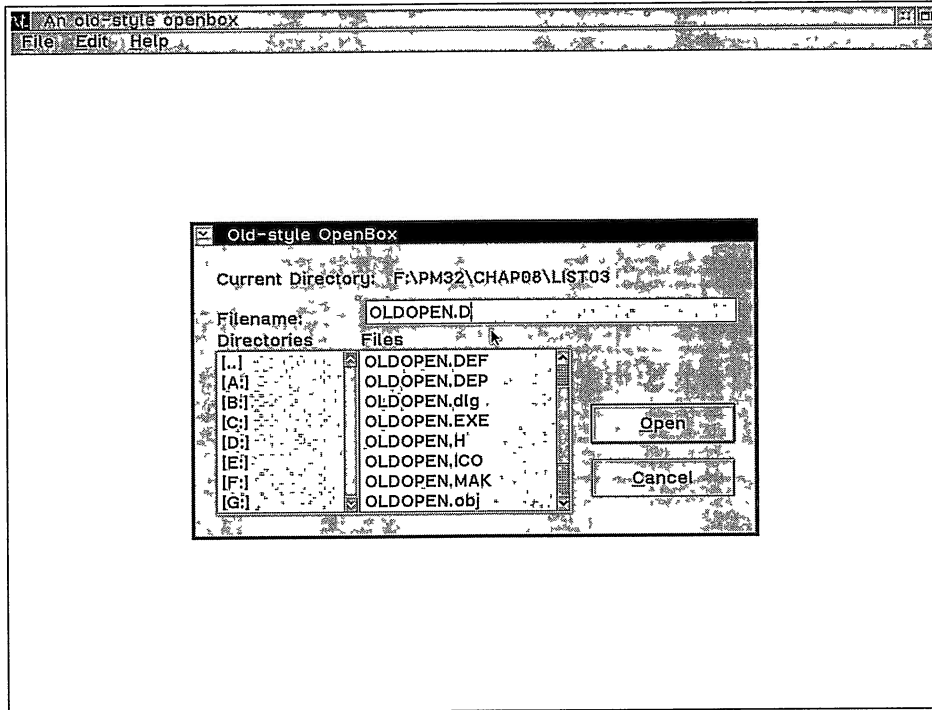 An old-style openbox
File Edit Help
Old-style OpenBox
Current Directory: F:\PM32\CHAP08\LIST03
Filename: OLDOPEN.D
Directories Files
[..] OLDOPEN.DEF
[A:] OLDOPEN.DEP
[B:] OLDOPEN.dlg
[C:] OLDOPEN.EXE
[D:] OLDOPEN.H
[E:] OLDOPEN.ICO
[F:] OLDOPEN.MAK
[G:] OLDOPEN.obj
Open
Cancel